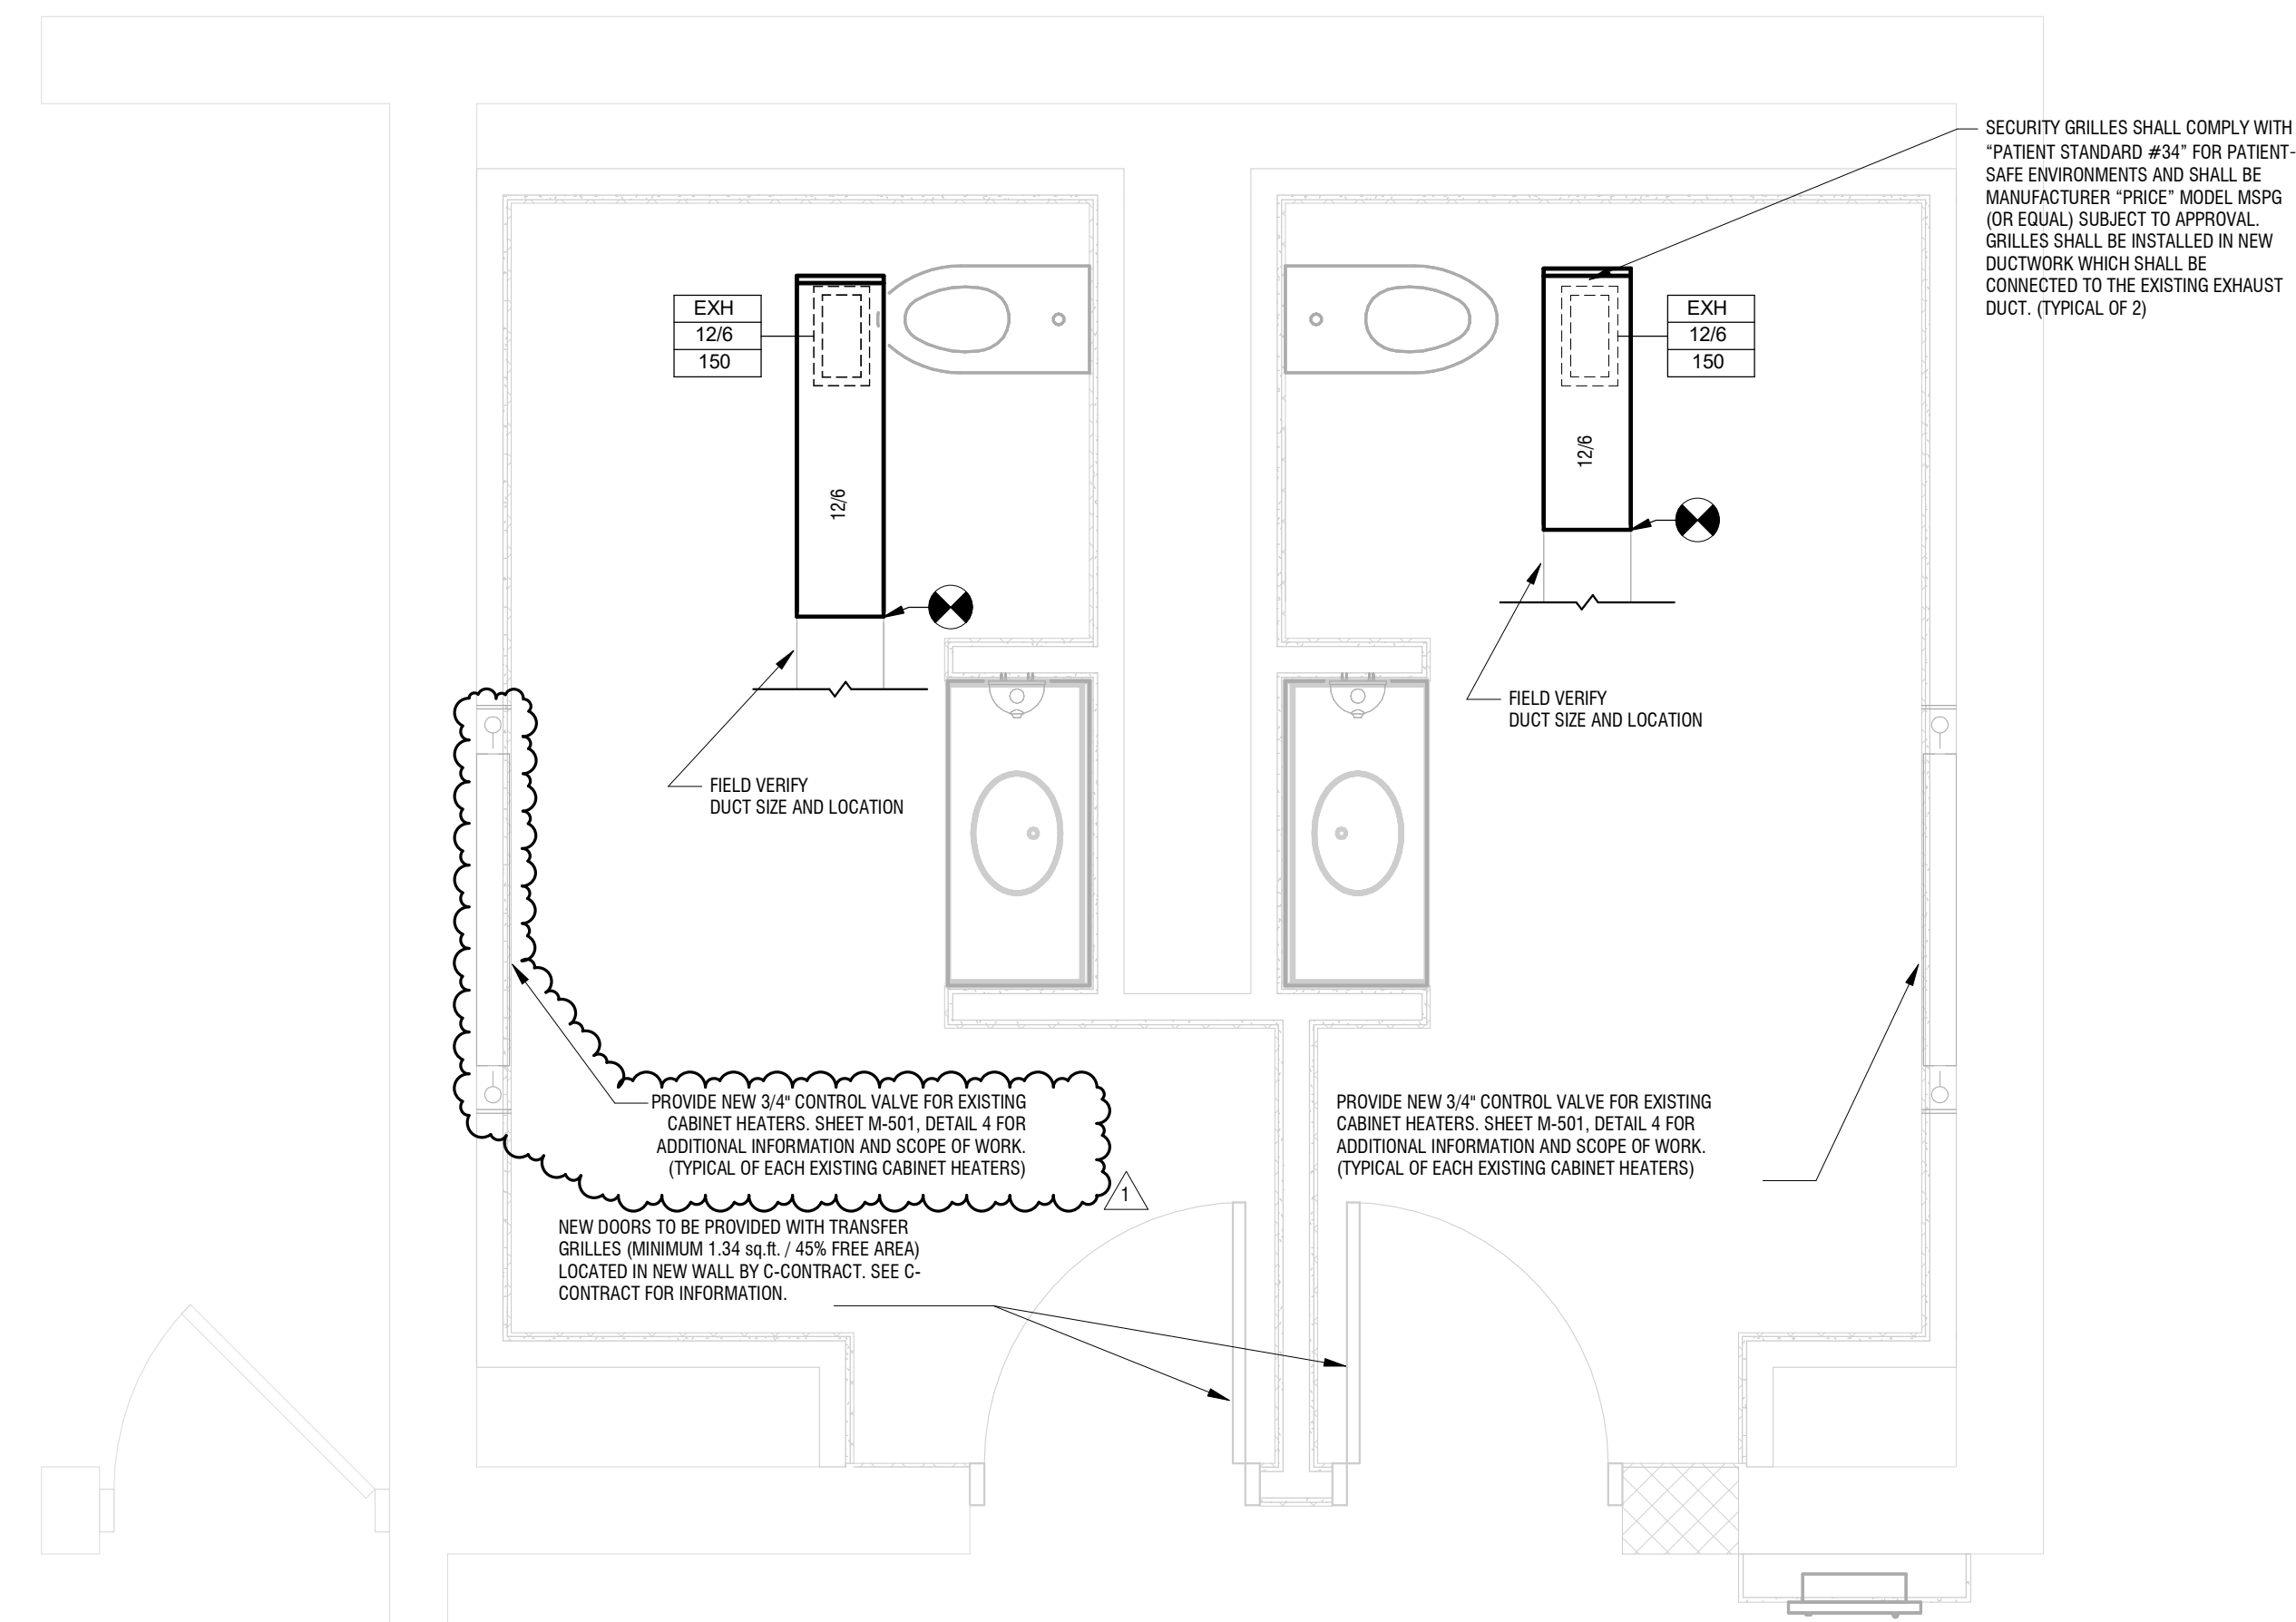 SECURITY GRILLES SHALL COMPLY WITH
“PATIENT STANDARD #34” FOR PATIENT-
SAFE ENVIRONMENTS AND SHALL BE
MANUFACTURER “PRICE” MODEL MSPG
(OR EQUAL) SUBJECT TO APPROVAL.
GRILLES SHALL BE INSTALLED IN NEW
DUCTWORK WHICH SHALL BE
CONNECTED TO THE EXISTING EXHAUST
DUCT. (TYPICAL OF 2)
EXH
12/6
150
EXH
12/6
150
12/6
12/6
FIELD VERIFY
DUCT SIZE AND LOCATION
FIELD VERIFY
DUCT SIZE AND LOCATION
PROVIDE NEW 3/4" CONTROL VALVE FOR EXISTING
CABINET HEATERS. SHEET M-501, DETAIL 4 FOR
ADDITIONAL INFORMATION AND SCOPE OF WORK.
(TYPICAL OF EACH EXISTING CABINET HEATERS)
1
PROVIDE NEW 3/4" CONTROL VALVE FOR EXISTING
CABINET HEATERS. SHEET M-501, DETAIL 4 FOR
ADDITIONAL INFORMATION AND SCOPE OF WORK.
(TYPICAL OF EACH EXISTING CABINET HEATERS)
NEW DOORS TO BE PROVIDED WITH TRANSFER
GRILLES (MINIMUM 1.34 sq.ft. / 45% FREE AREA)
LOCATED IN NEW WALL BY C-CONTRACT. SEE C-
CONTRACT FOR INFORMATION.